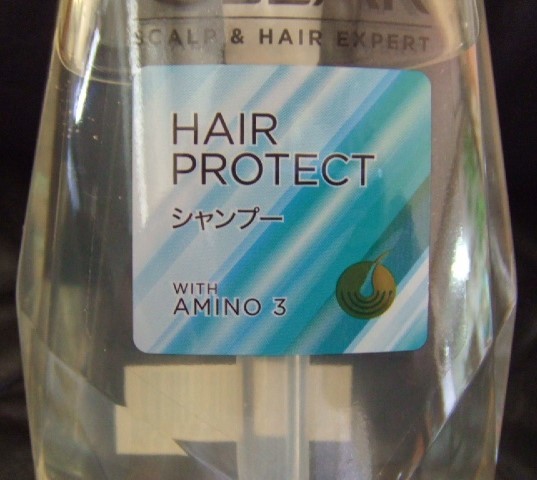 SCALP & HAIR EXPERT
HAIR
PROTECT
シャンプー
WITH
AMINO 3